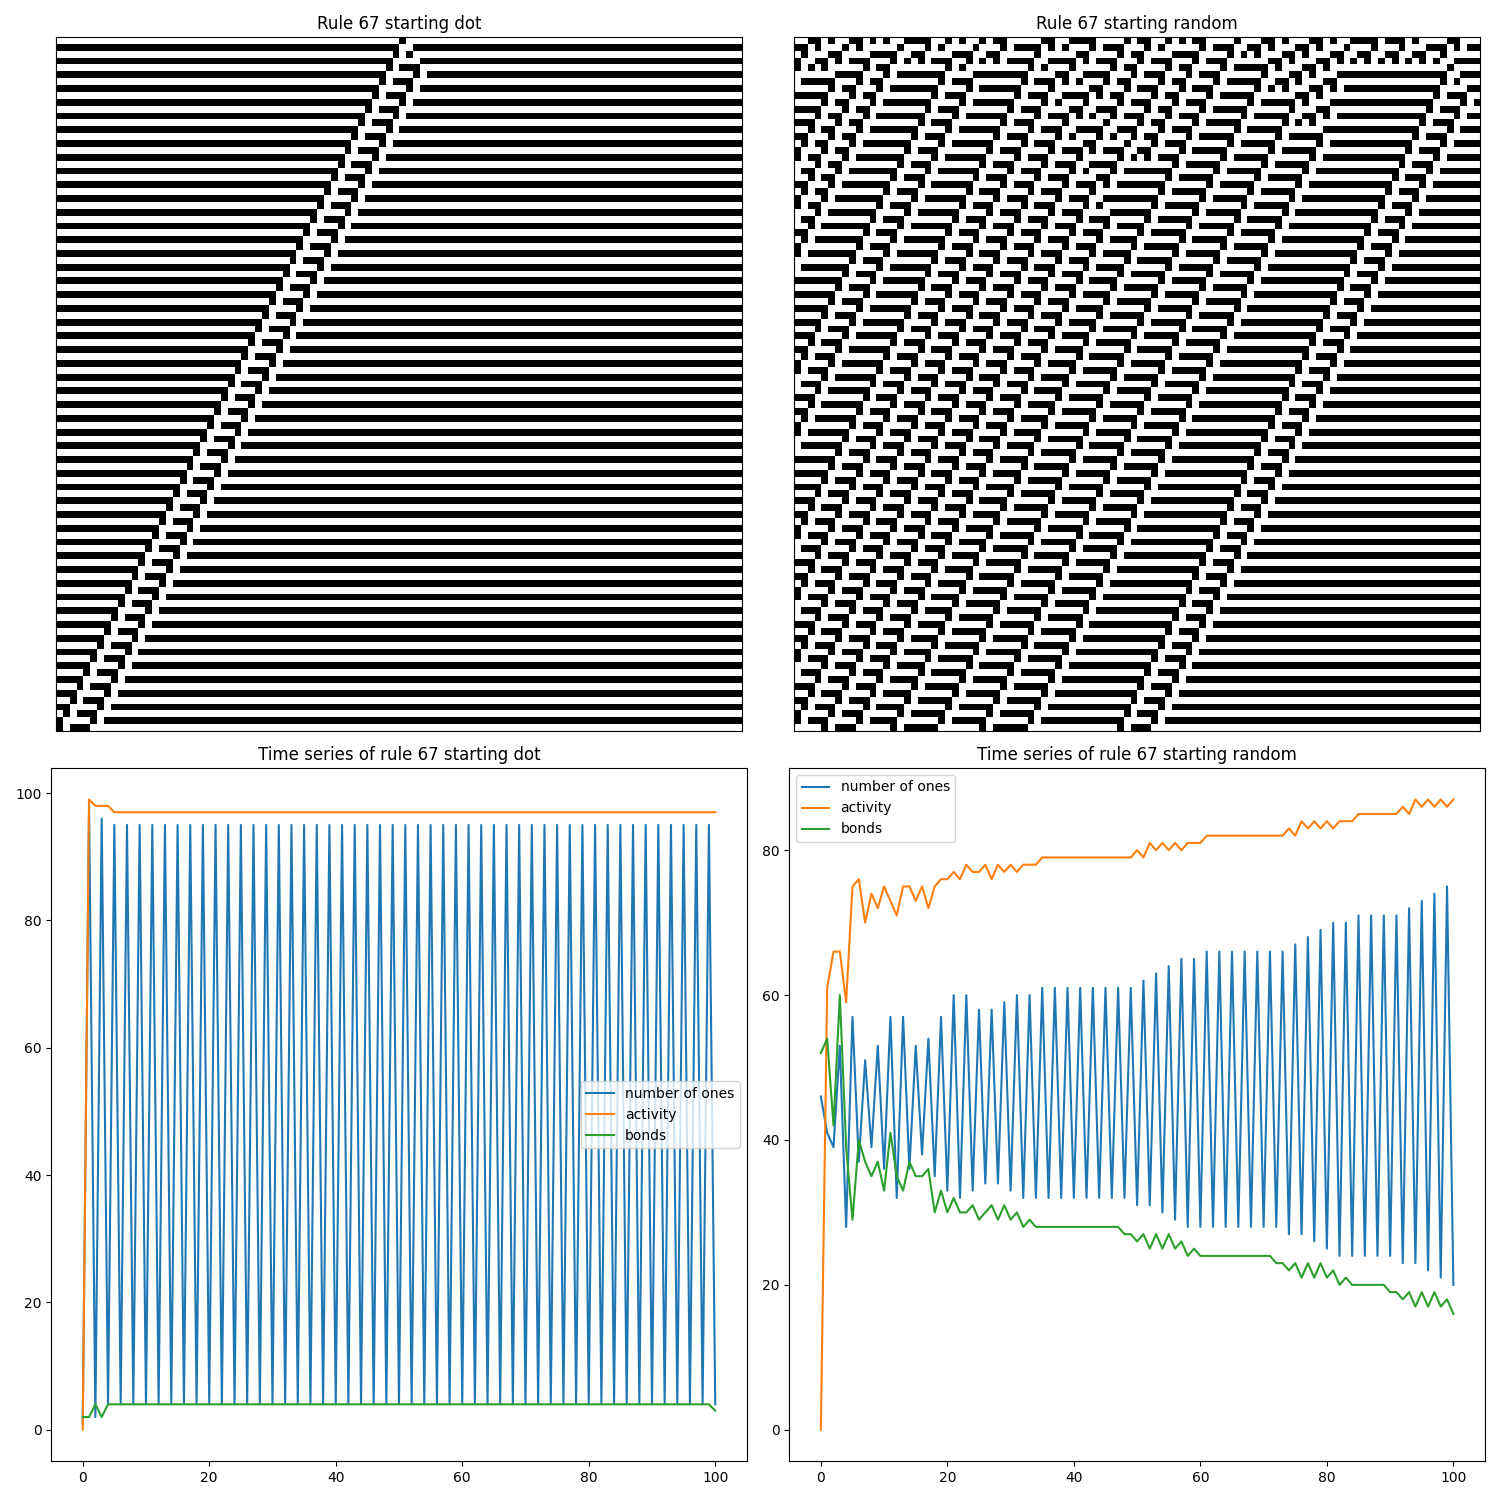 Rule 67 starting dot
Rule 67 starting random
Time series of rule 67 starting dot
100
80
60
40
20
0
0 20 40 60 80 100
number of ones
activity
bonds
Time series of rule 67 starting random
number of ones
activity
bonds
80
60
40
20
0
0 20 40 60 80 100